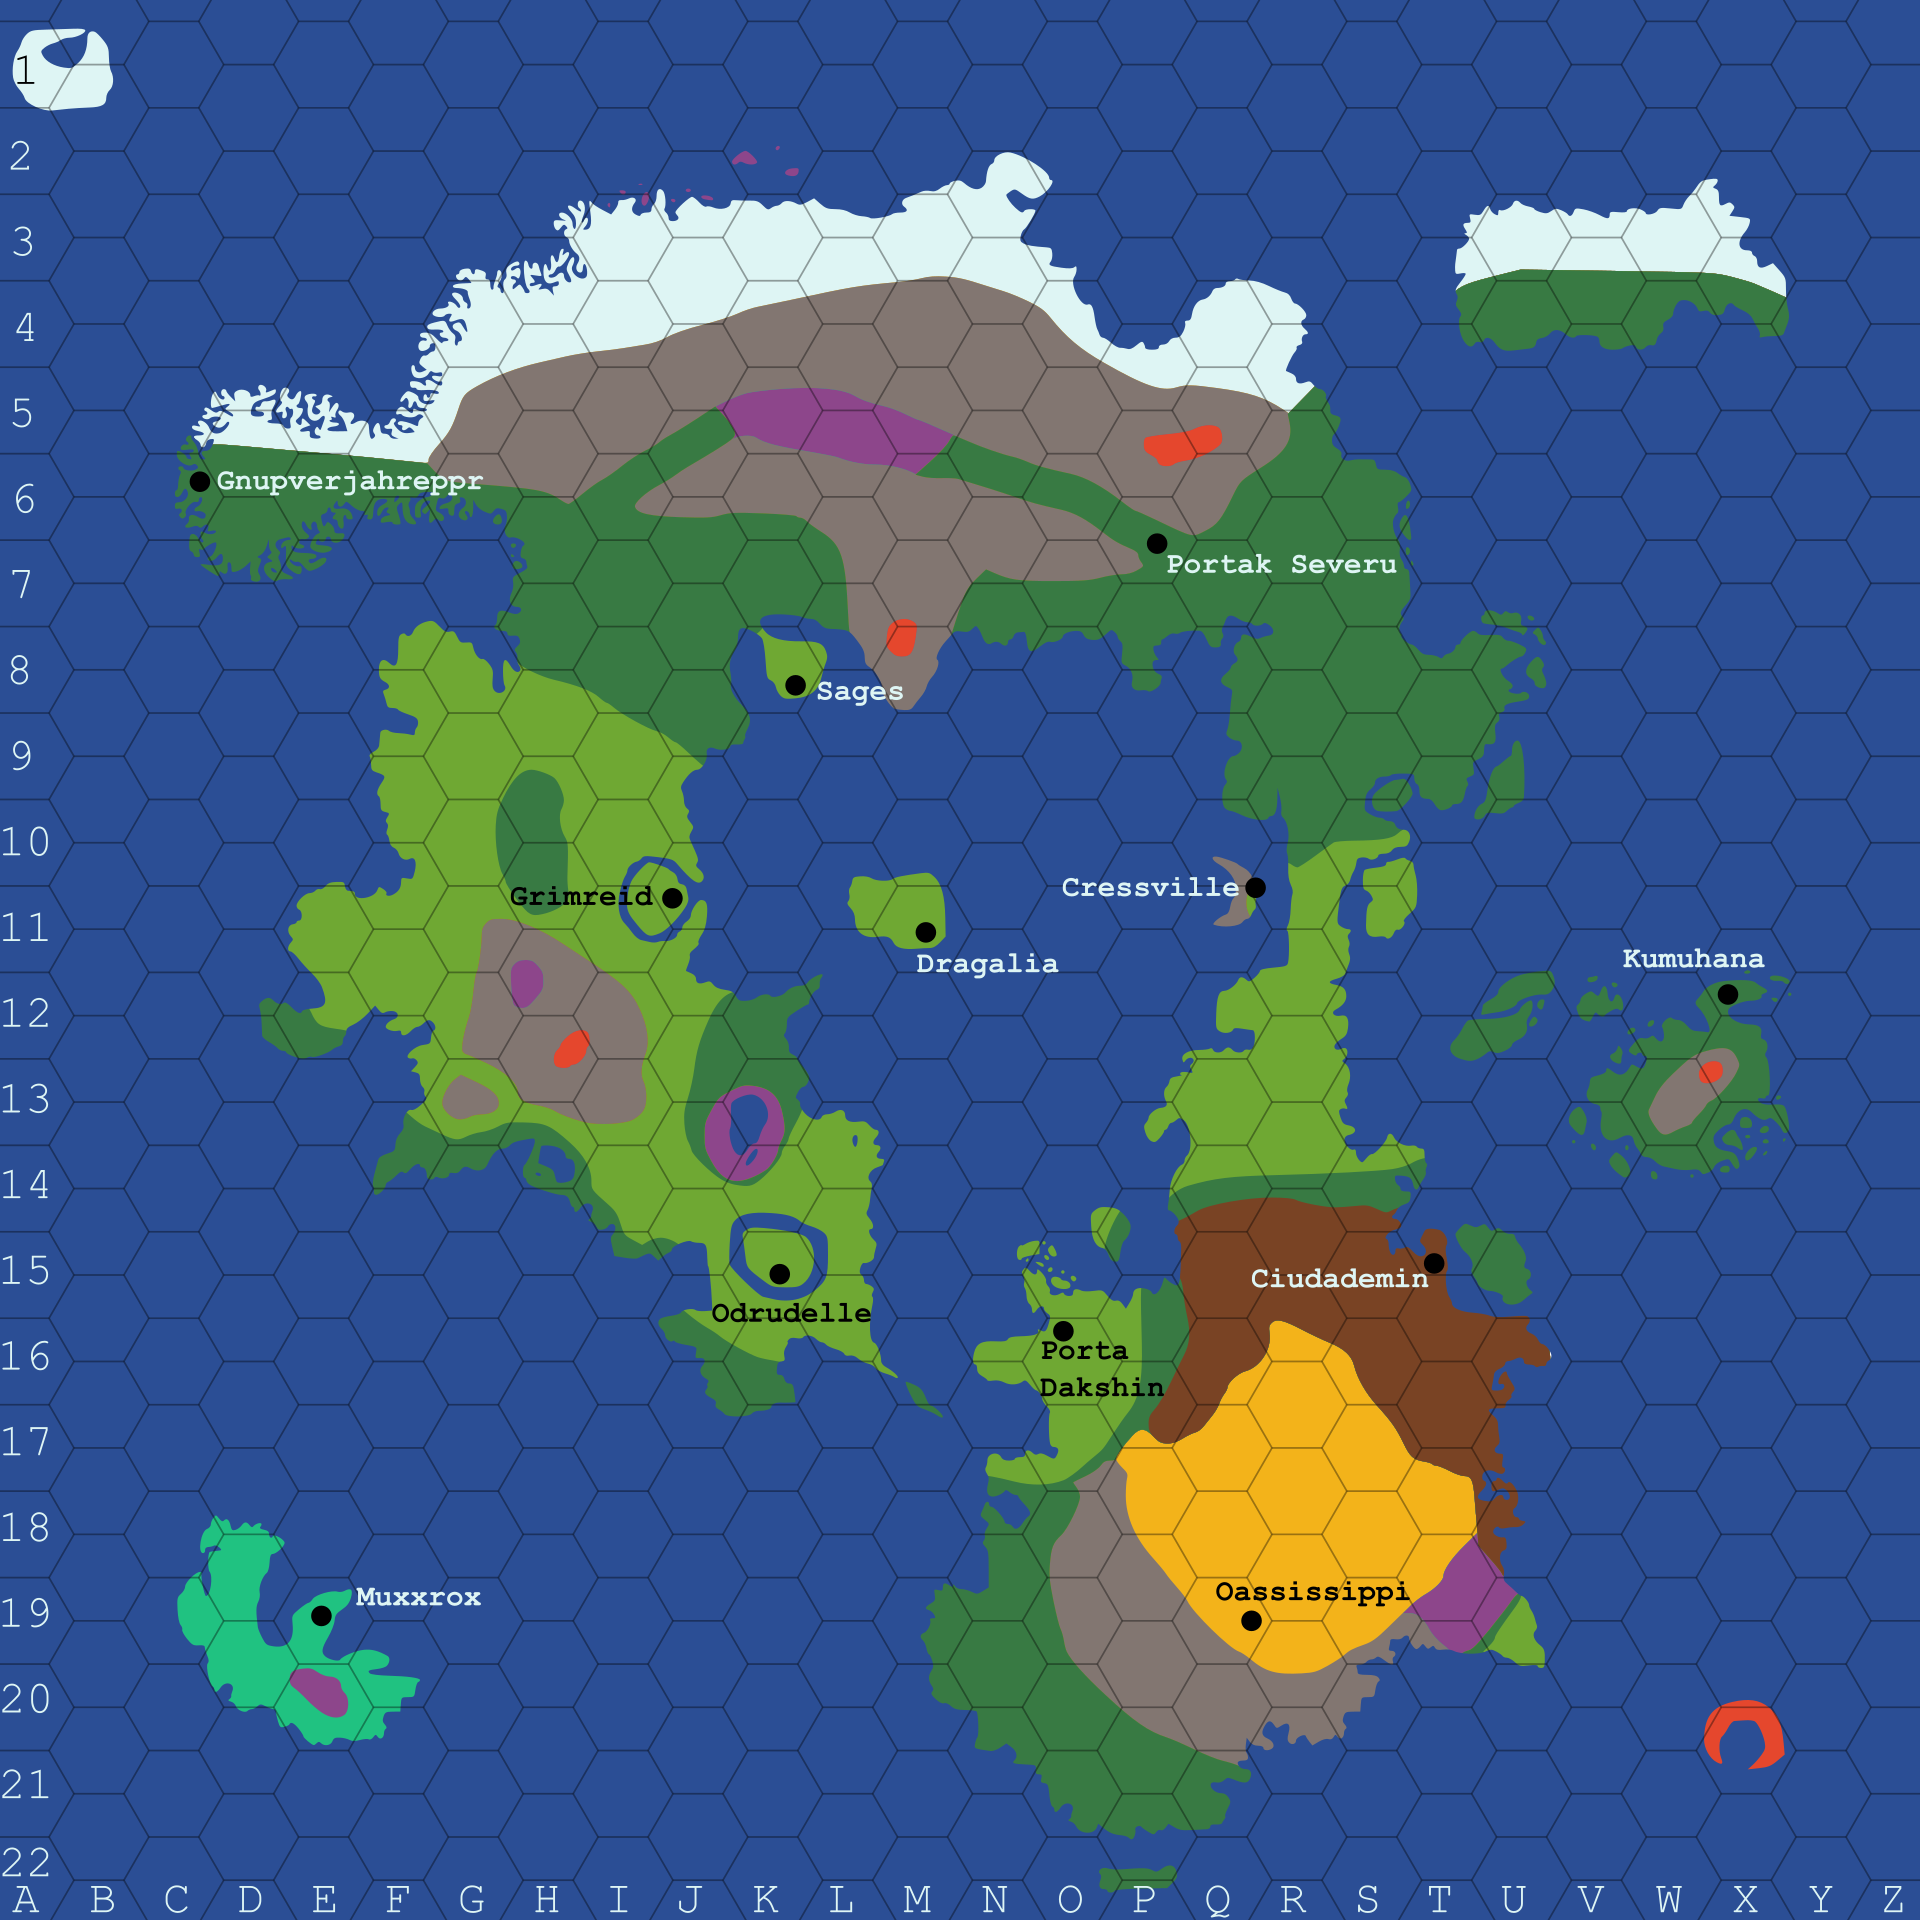 1
2
3
4
5
Gnupverjahreppr
6
Portak Severu
7
8
Sages
9
10
Cressville
Grimreid
11
Dragalia
Kumuhana
12
13
14
15
Ciudademin
Odrudelle
16
Porta
Dakshin
17
18
Oassissippi
Muxxrox
19
20
21
22
A B C D E F G H I J K L M N O P Q R S T U V W X Y Z